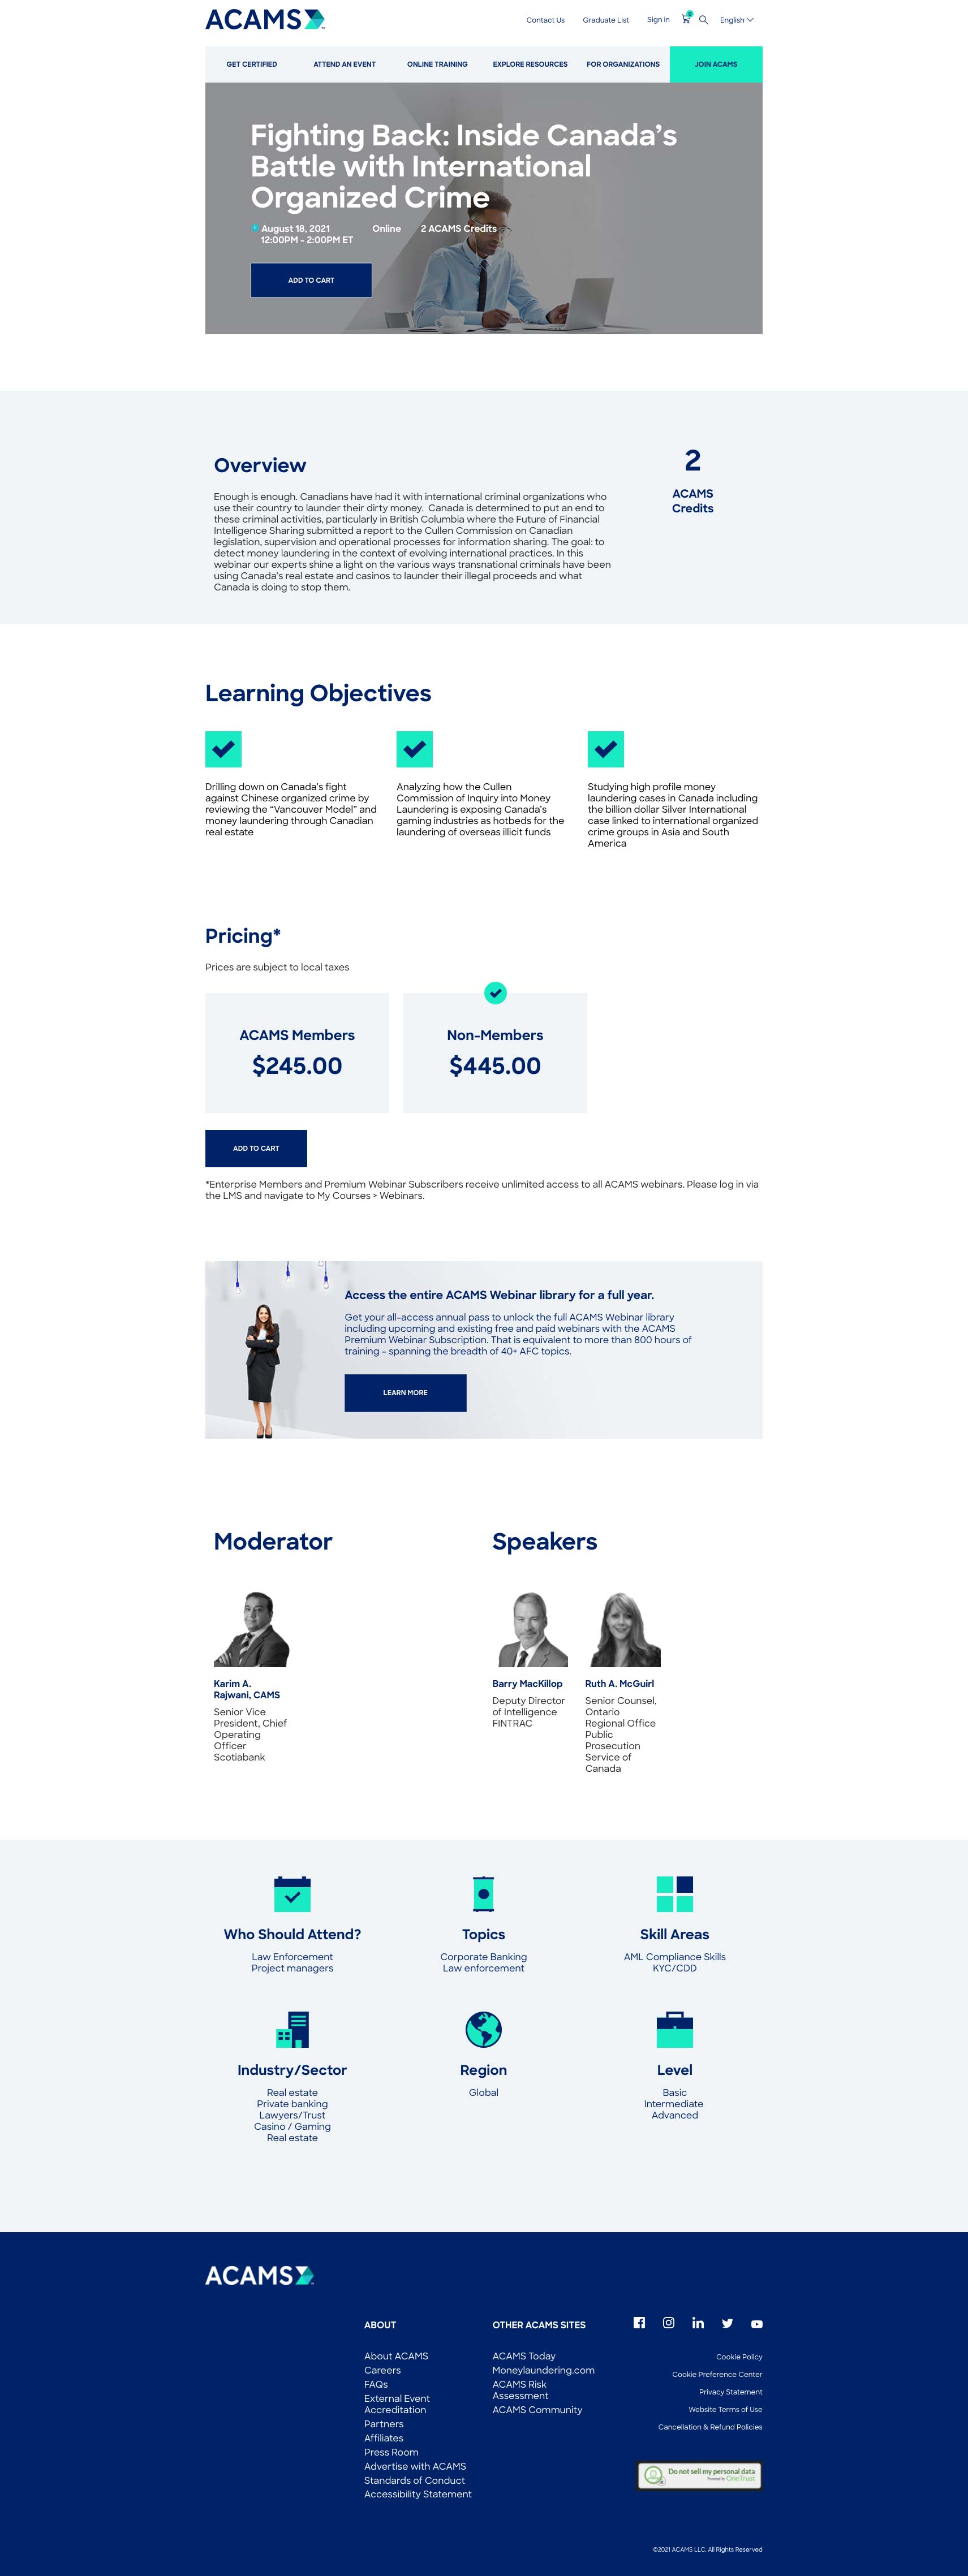 ACAMS
Contact Us
Graduate List
Sign in
0
English
GET CERTIFIED
ATTEND AN EVENT
ONLINE TRAINING
EXPLORE RESOURCES
FOR ORGANIZATIONS
JOIN ACAMS
Fighting Back: Inside Canada’s
Battle with International
Organized Crime
August 18, 2021
12:00PM - 2:00PM ET
Online
2 ACAMS Credits
ADD TO CART
Overview
Enough is enough. Canadians have had it with international criminal organizations who
use their country to launder their dirty money.  Canada is determined to put an end to
these criminal activities, particularly in British Columbia where the Future of Financial
Intelligence Sharing submitted a report to the Cullen Commission on Canadian
legislation, supervision and operational processes for information sharing. The goal: to
detect money laundering in the context of evolving international practices. In this
webinar our experts shine a light on the various ways transnational criminals have been
using Canada’s real estate and casinos to launder their illegal proceeds and what
Canada is doing to stop them.
2
ACAMS
Credits
Learning Objectives
Drilling down on Canada’s fight
against Chinese organized crime by
reviewing the “Vancouver Model” and
money laundering through Canadian
real estate
Analyzing how the Cullen
Commission of Inquiry into Money
Laundering is exposing Canada’s
gaming industries as hotbeds for the
laundering of overseas illicit funds
Studying high profile money
laundering cases in Canada including
the billion dollar Silver International
case linked to international organized
crime groups in Asia and South
America
Pricing*
Prices are subject to local taxes
ACAMS Members
$245.00
Non-Members
$445.00
ADD TO CART
*Enterprise Members and Premium Webinar Subscribers receive unlimited access to all ACAMS webinars. Please log in via
the LMS and navigate to My Courses > Webinars.
Access the entire ACAMS Webinar library for a full year.
Get your all-access annual pass to unlock the full ACAMS Webinar library
including upcoming and existing free and paid webinars with the ACAMS
Premium Webinar Subscription. That is equivalent to more than 800 hours of
training – spanning the breadth of 40+ AFC topics.
LEARN MORE
Moderator
Karim A.
Rajwani, CAMS
Senior Vice
President, Chief
Operating
Officer
Scotiabank
Speakers
Barry MacKillop
Deputy Director
of Intelligence
FINTRAC
Ruth A. McGuirl
Senior Counsel,
Ontario
Regional Office
Public
Prosecution
Service of
Canada
Who Should Attend?
Law Enforcement
Project managers
Topics
Corporate Banking
Law enforcement
Skill Areas
AML Compliance Skills
KYC/CDD
Industry/Sector
Real estate
Private banking
Lawyers/Trust
Casino / Gaming
Real estate
Region
Global
Level
Basic
Intermediate
Advanced
ACAMS
ABOUT
About ACAMS
Careers
FAQs
External Event
Accreditation
Partners
Affiliates
Press Room
Advertise with ACAMS
Standards of Conduct
Accessibility Statement
OTHER ACAMS SITES
ACAMS Today
Moneylaundering.com
ACAMS Risk
Assessment
ACAMS Community
Cookie Policy
Cookie Preference Center
Privacy Statement
Website Terms of Use
Cancellation & Refund Policies
Do not sell my personal data
Powered by OneTrust
©2021 ACAMS LLC. All Rights Reserved